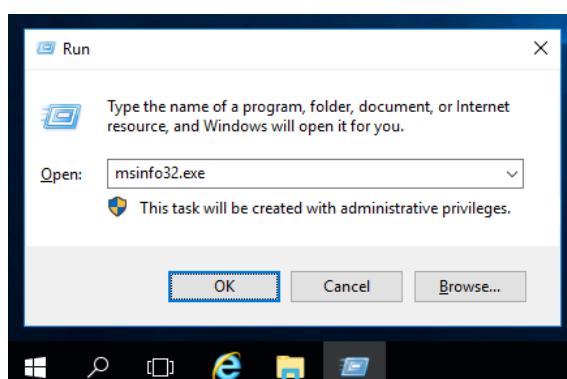 Run
Type the name of a program, folder, document, or Internet
resource, and Windows will open it for you.
Open: msinfo32.exe
This task will be created with administrative privileges.
OK Cancel Browse...